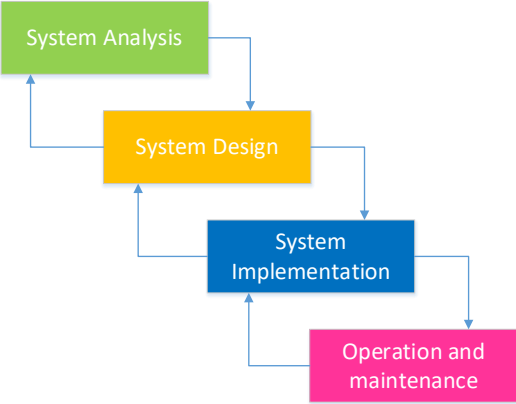 System Analysis
System Design
System
Implementation
Operation and
maintenance